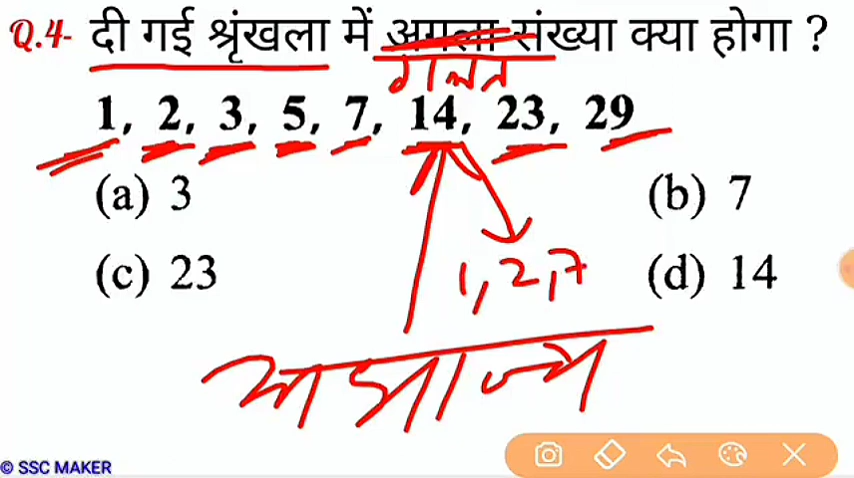 Q.4- दी गई श्रृंखला में अगला संख्या क्या होगा ?
गलत
1, 2, 3, 5, 7, 14, 23, 29
(a) 3 (b) 7
(c) 23 1,2,7 (d) 14
अभाज्य
© SSC MAKER